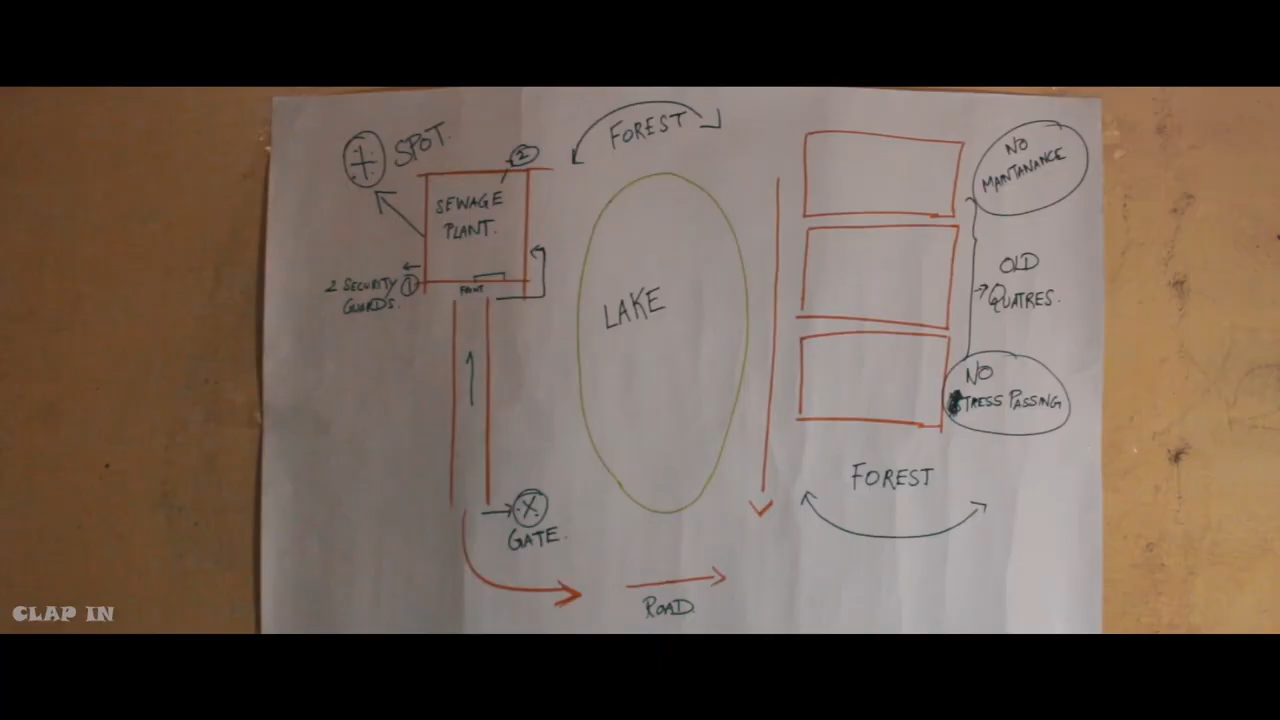 SPOT.
FOREST
2
SEWAGE
PLANT.
2 SECURITY
GUARDS.
1
FRONT
LAKE
NO
MAINTANANCE
OLD
QUATRES.
NO
TRESS PASSING
FOREST
X
GATE.
ROAD
CLAP IN